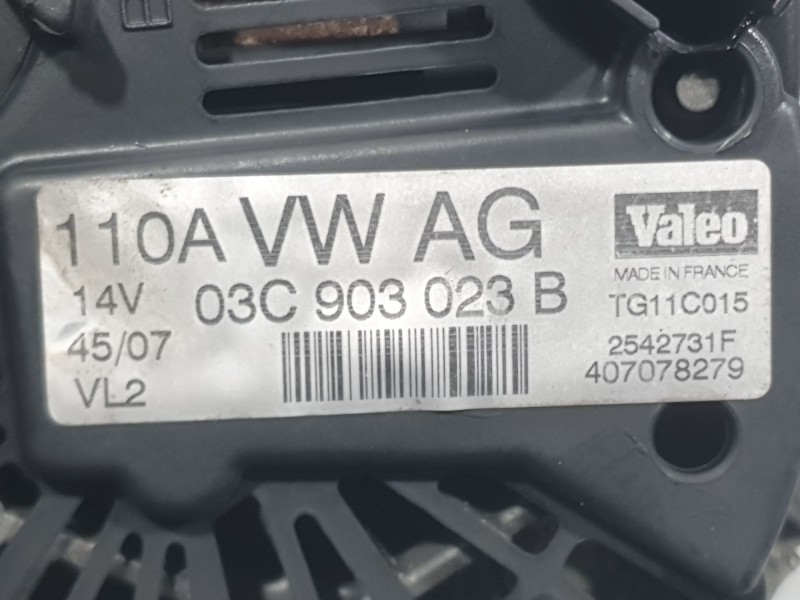 110A VW AG
14V 03C 903 023 B
45/07
VL2
Valeo
MADE IN FRANCE
TG11C015
2542731F
407078279